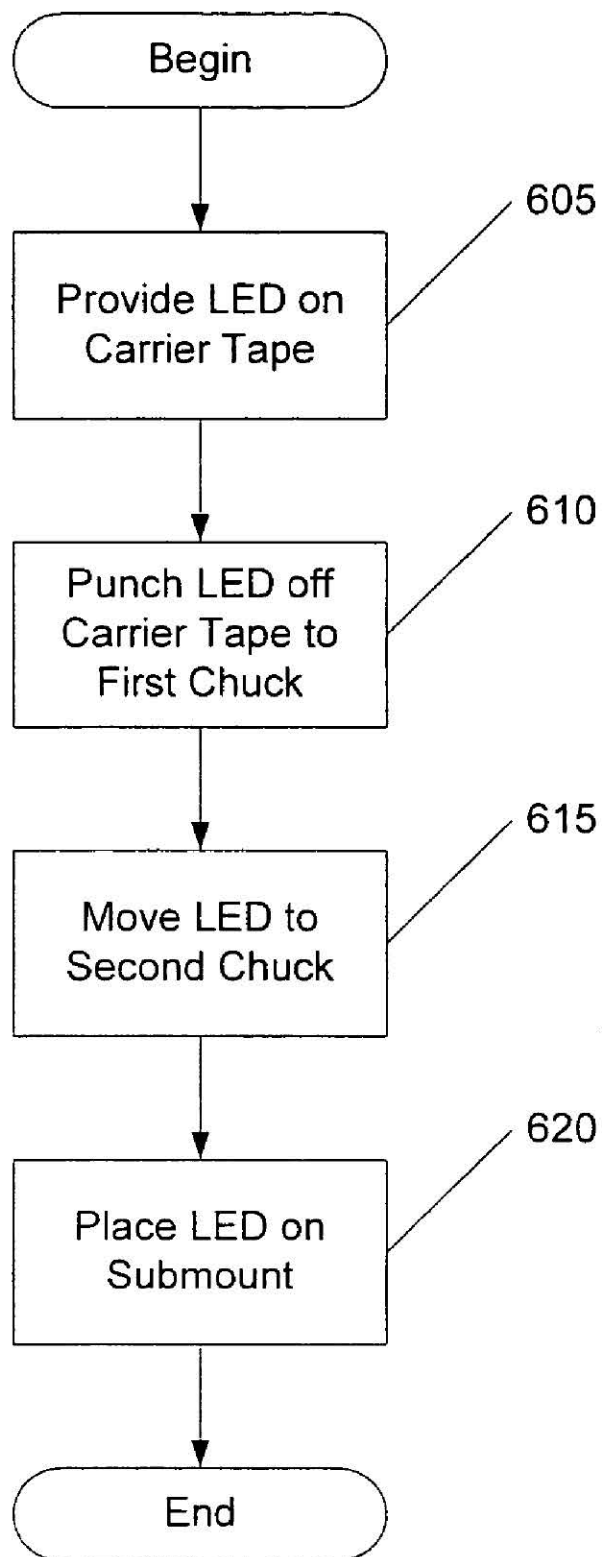 Begin
605
Provide LED on
Carrier Tape
610
Punch LED off
Carrier Tape to
First Chuck
615
Move LED to
Second Chuck
620
Place LED on
Submount
End